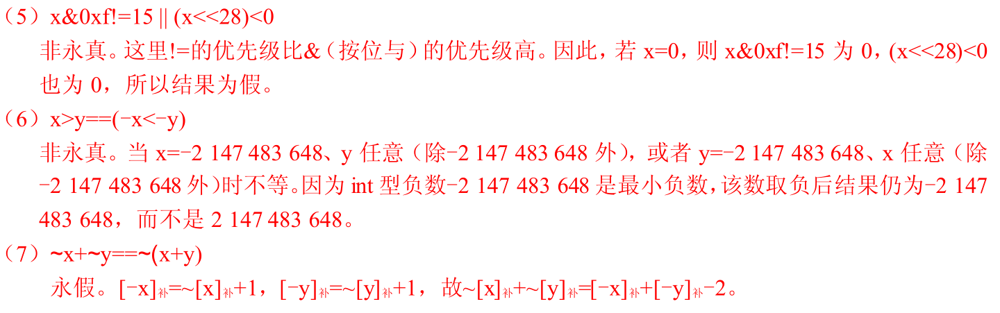 （5）x&0xf!=15 || (x<<28)<0
非永真。这里!=的优先级比&（按位与）的优先级高。因此，若 x=0，则 x&0xf!=15 为 0，(x<<28)<0
也为 0，所以结果为假。
（6）x>y==(-x<-y)
非永真。当 x=-2 147 483 648、y 任意（除-2 147 483 648 外），或者 y=-2 147 483 648、x 任意（除
-2 147 483 648 外）时不等。因为 int 型负数-2 147 483 648 是最小负数，该数取负后结果仍为-2 147
483 648，而不是 2 147 483 648。
（7）~x+~y==~(x+y)
永假。[-x]补=~[x]补+1，[-y]补=~[y]补+1，故~[x]补+~[y]补=[-x]补+[-y]补-2。